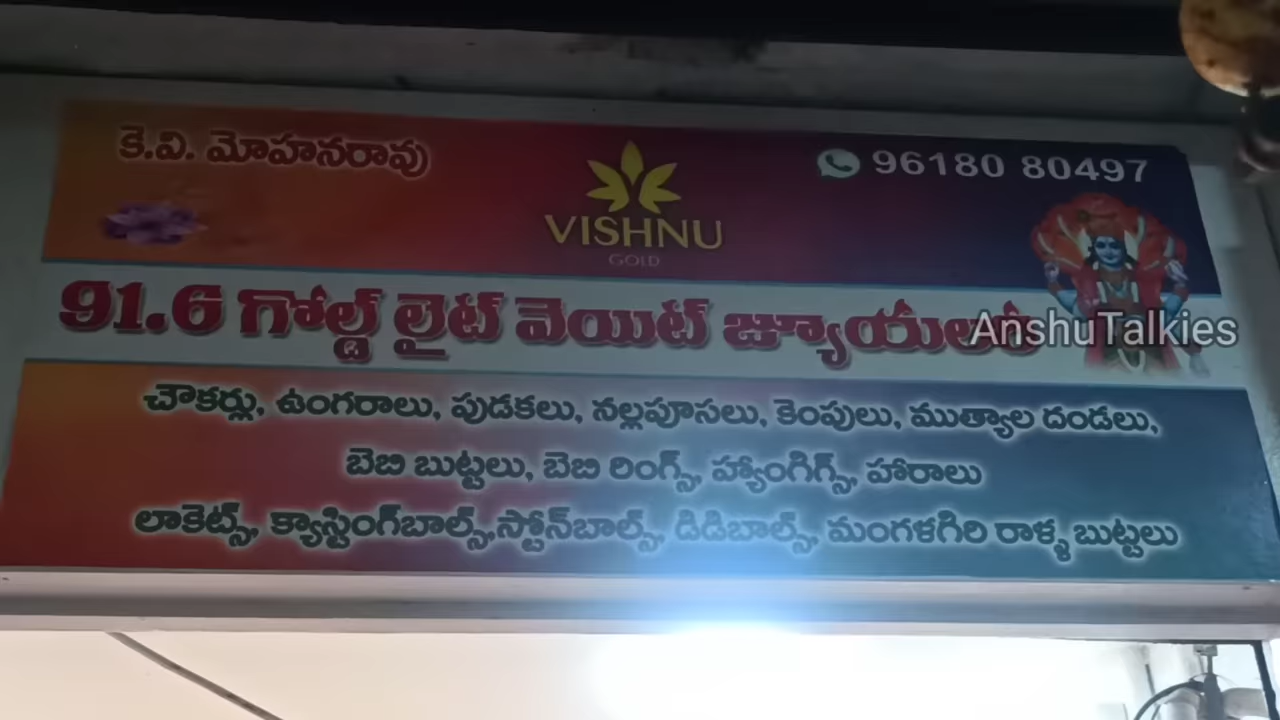 కె.వి. మోహనరావు
VISHNU
GOLD
96180 80497
91.6 గోల్డ్ లైట్ వెయిట్ జ్యూయలరీ
AnshuTalkies
చౌకర్లు, ఉంగరాలు, పుడకలు, నల్లపూసలు, కెంపులు, ముత్యాల దండలు,
బెబి బుట్టలు, బెబి రింగ్స్, హ్యాంగిగ్స్, హారాలు
లాకెట్స్, క్యాస్టింగ్‌బాల్స్,స్టోన్‌బాల్స్, డిడిబాల్స్, మంగళగిరి రాళ్ళ బుట్టలు